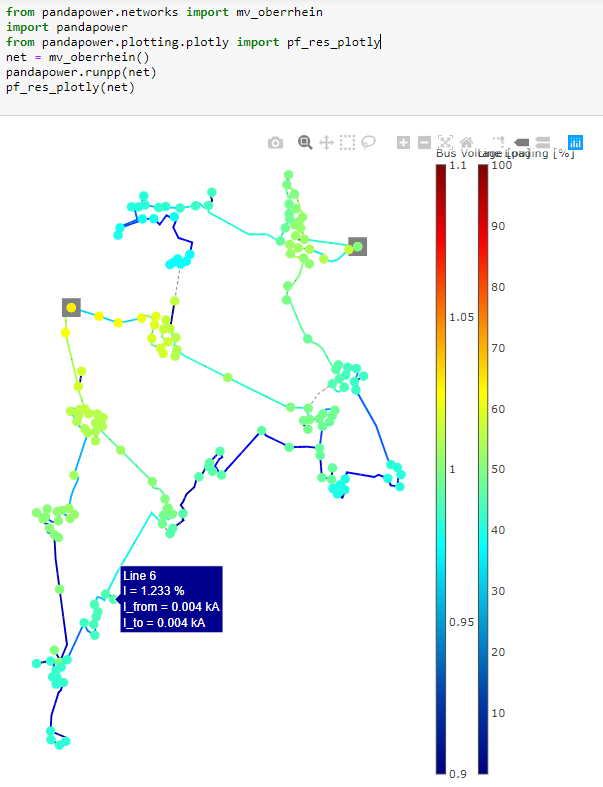 from pandapower.networks import mv_oberrhein
import pandapower
from pandapower.plotting.plotly import pf_res_plotly
net = mv_oberrhein()
pandapower.runpp(net)
pf_res_plotly(net)
Bus Voltage [pu]
Line Loading [%]
1.1
1.05
1
0.95
0.9
100
90
80
70
60
50
40
30
20
10
Line 6
I = 1.233 %
I_from = 0.004 kA
I_to = 0.004 kA